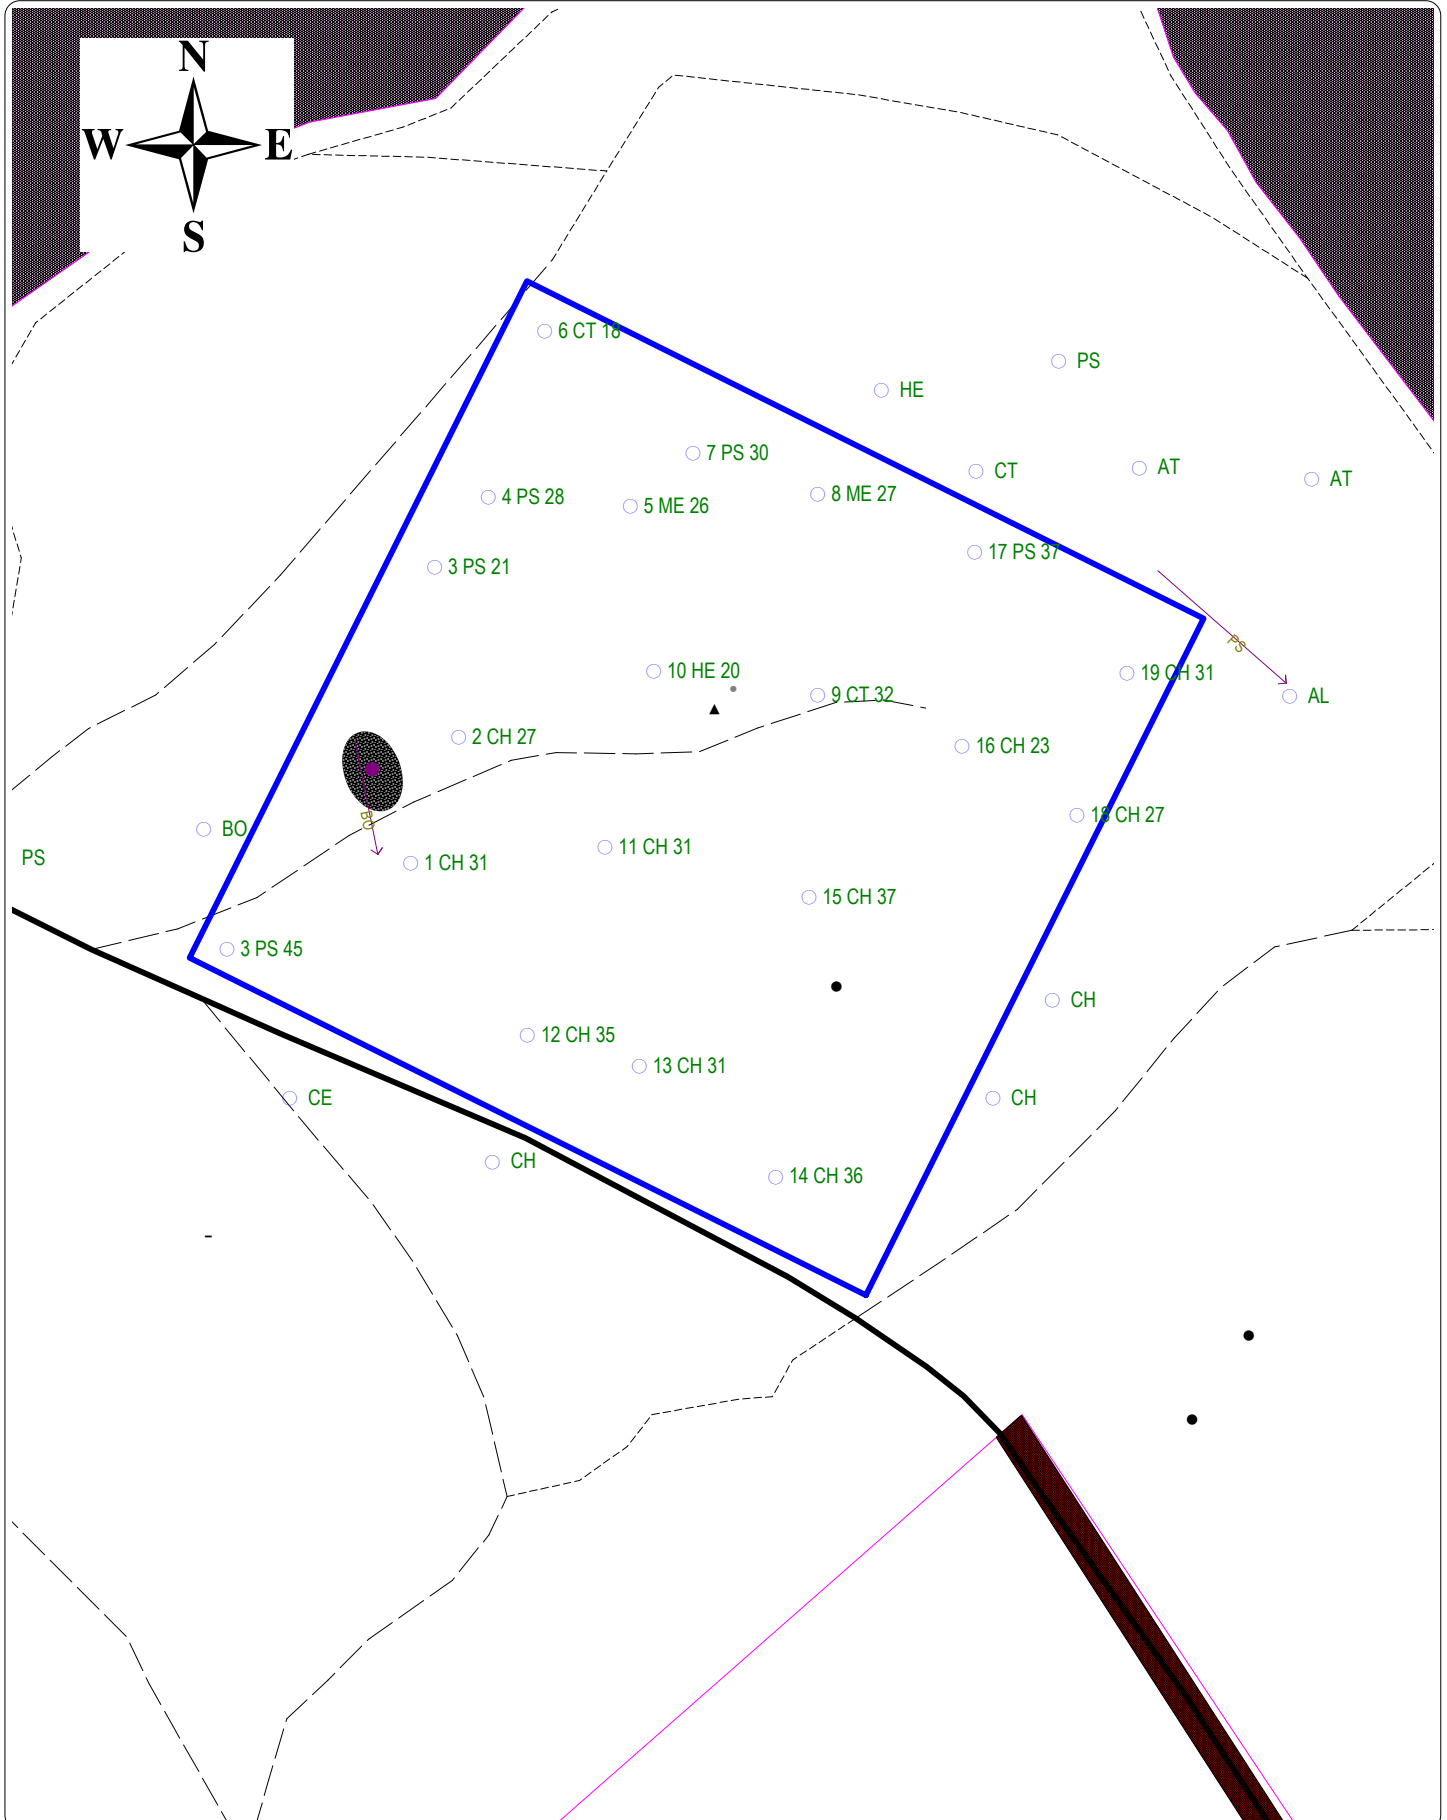 N
W E
S
6 CT 18
PS
HE
7 PS 30
CT
AT
AT
4 PS 28
5 ME 26
8 ME 27
17 PS 37
3 PS 21
PS
10 HE 20
19 CH 31
9 CT 32
AL
2 CH 27
16 CH 23
BO
BO
18 CH 27
PS
1 CH 31
11 CH 31
15 CH 37
3 PS 45
CH
12 CH 35
13 CH 31
CE
CH
CH
14 CH 36
-